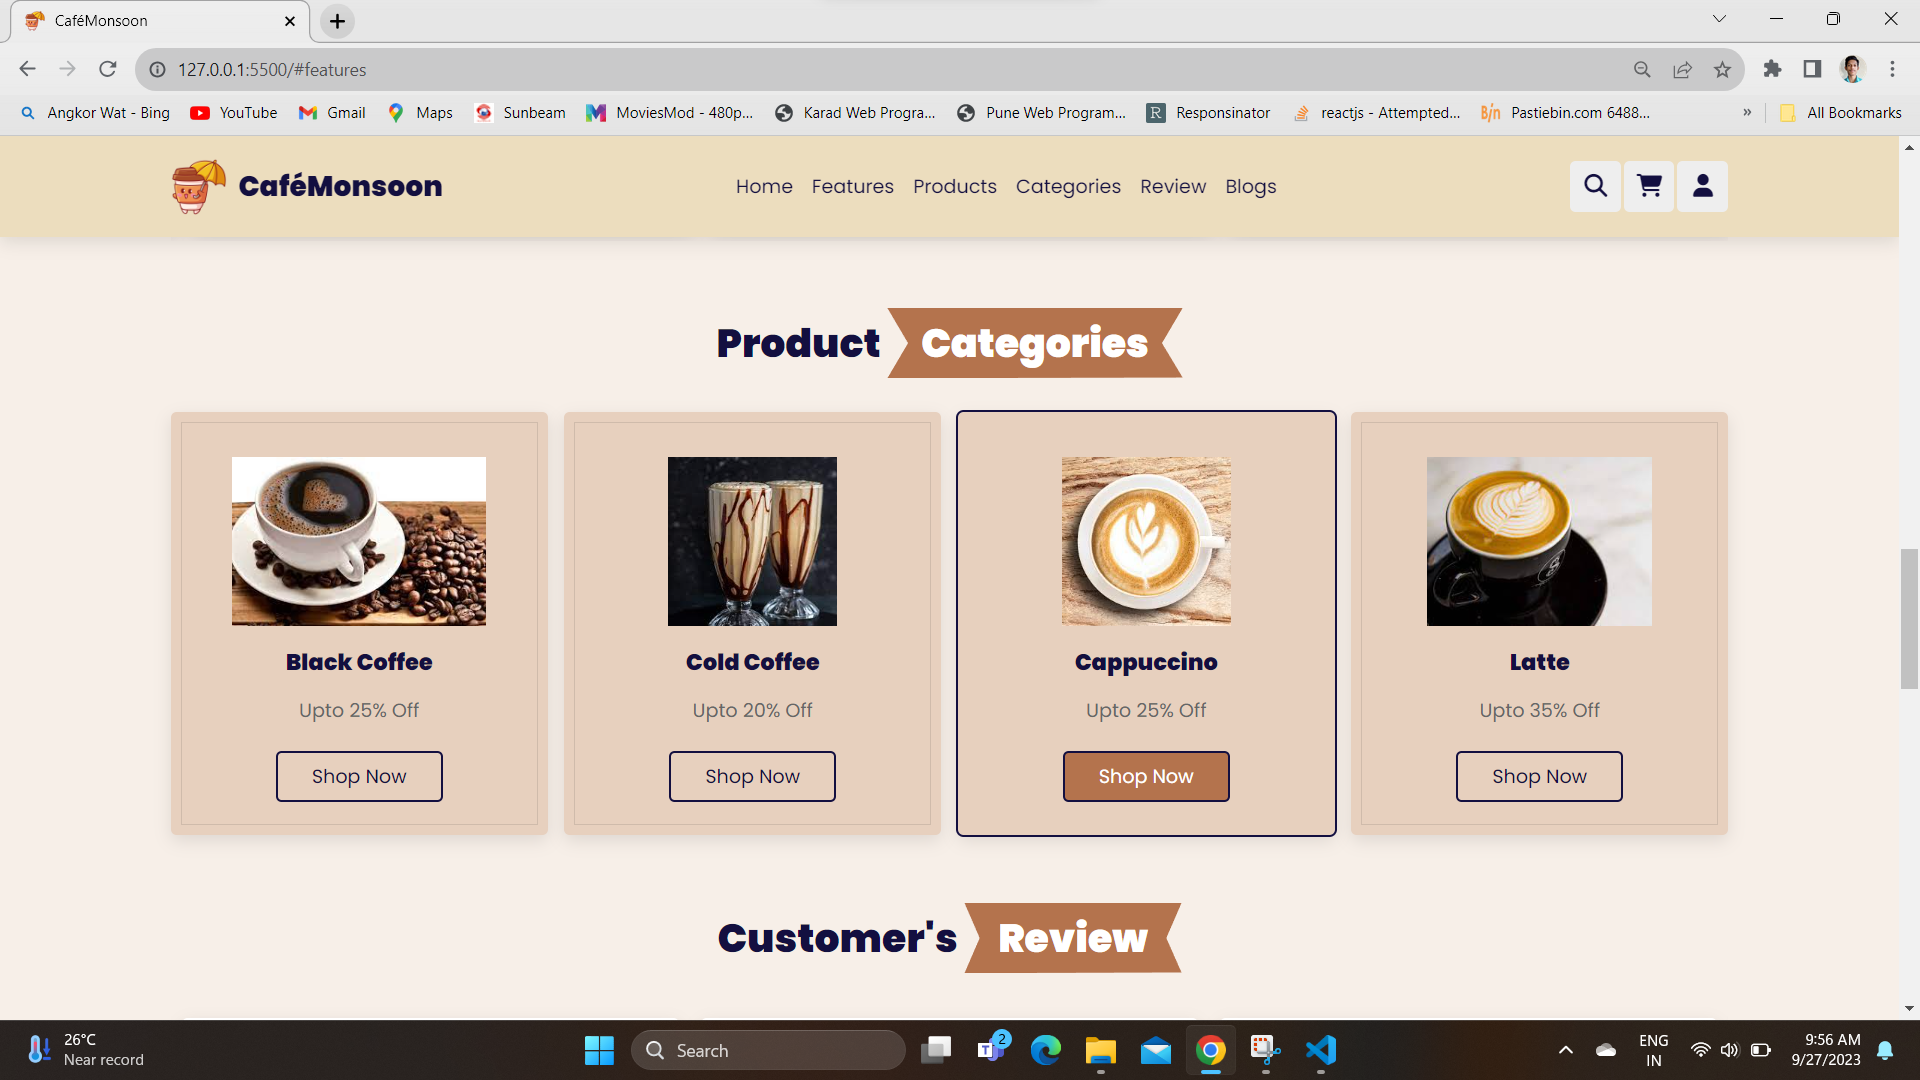 CaféMonsoon
127.0.0.1:5500/#features
Angkor Wat - Bing YouTube Gmail Maps Sunbeam MoviesMod - 480p... Karad Web Progra... Pune Web Program... R Responsinator reactjs - Attempted... Pastiebin.com 6488... » All Bookmarks
CaféMonsoon Home Features Products Categories Review Blogs
Product Categories
Black Coffee Cold Coffee Cappuccino Latte
Upto 25% Off Upto 20% Off Upto 25% Off Upto 35% Off
Shop Now Shop Now Shop Now Shop Now
Customer's Review
26°C
Near record
Search
2
ENG
IN
9:56 AM
9/27/2023